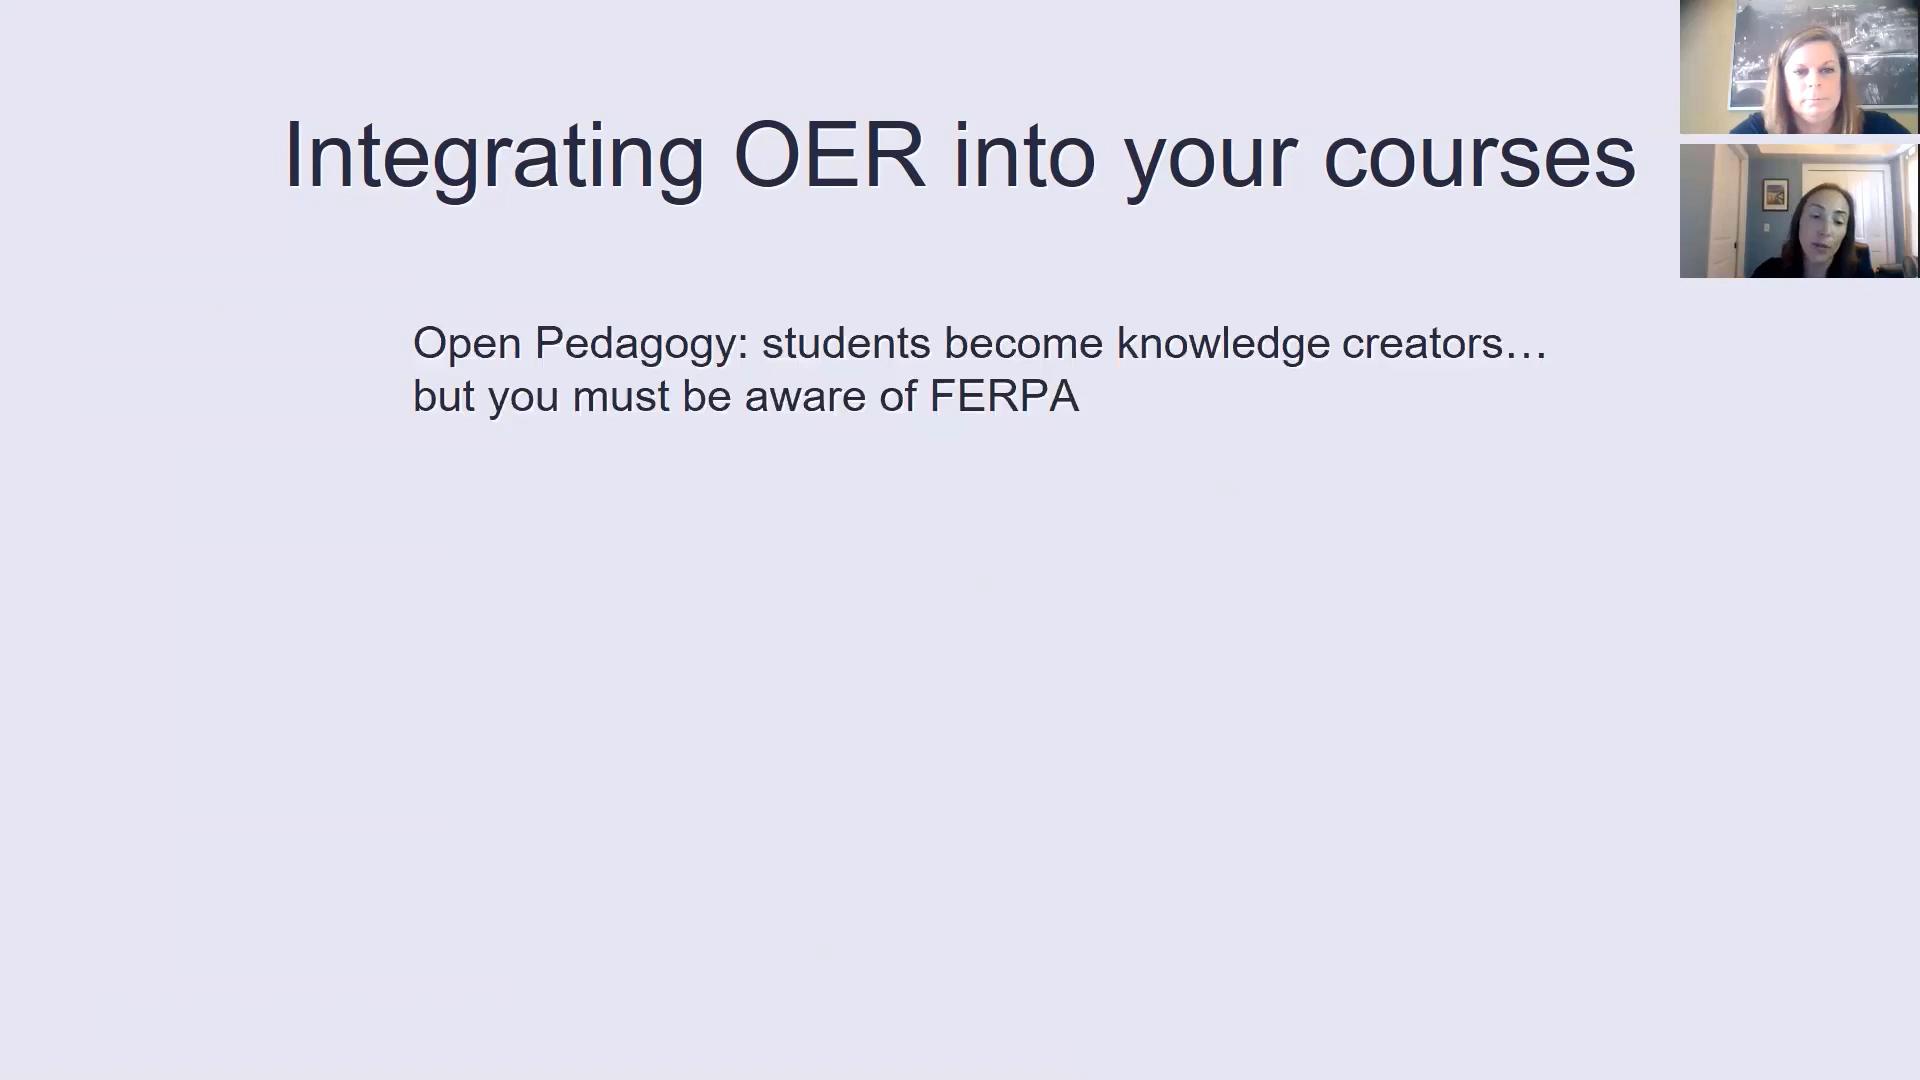 Integrating OER into your courses
Open Pedagogy: students become knowledge creators…
but you must be aware of FERPA